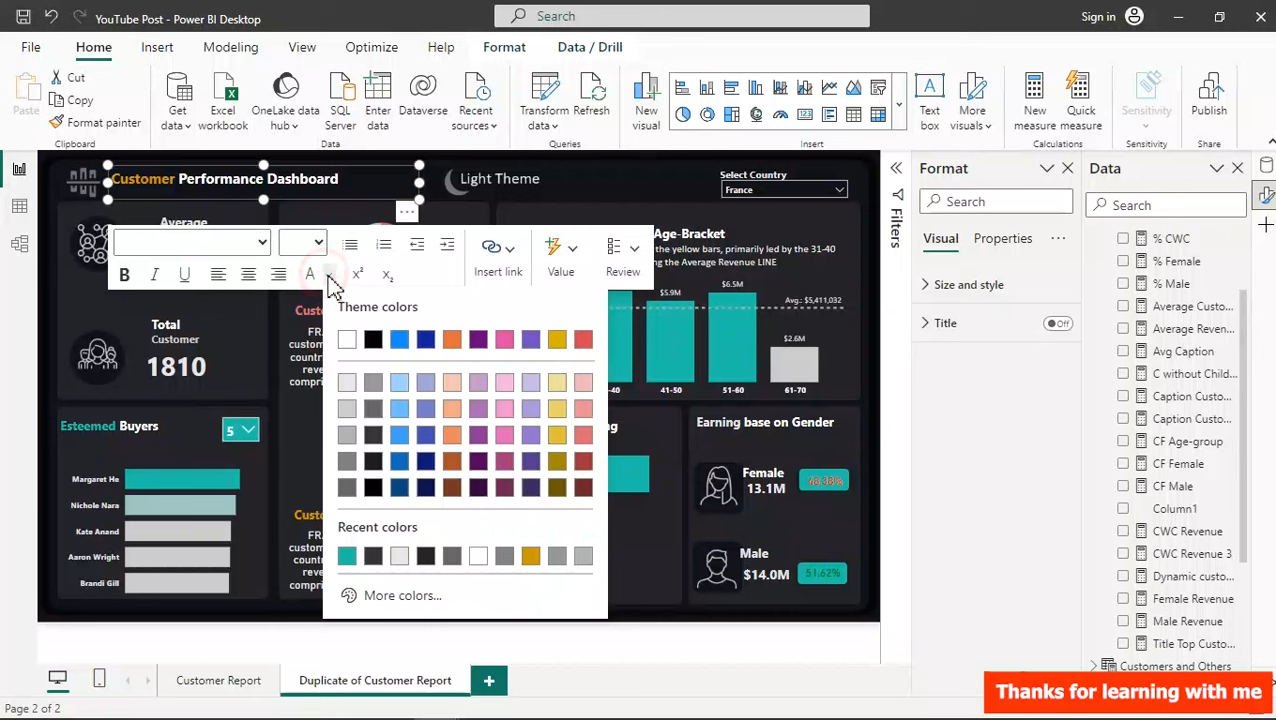 YouTube Post - Power BI Desktop
Search
Sign in
File
Home
Insert
Modeling
View
Optimize
Help
Format
Data / Drill
Paste
Cut
Copy
Format painter
Get data
Excel workbook
OneLake data hub
SQL Server
Enter data
Dataverse
Recent sources
Transform data
Refresh
New visual
Text box
More visuals
New measure
Quick measure
Sensitivity
Publish
Clipboard
Data
Queries
Insert
Calculations
Sensitivity
Share
Customer Performance Dashboard
Light Theme
Select Country
France
Average
Insert link
Value
Review
B I U A
Theme colors
Recent colors
More colors...
Total
Customer
1810
Esteemed Buyers
5
Margaret He
Nichole Nara
Kate Anand
Aaron Wright
Brandi Gill
Age-Bracket
the yellow bars, primarily led by the 31-40
ng the Average Revenue LINE
$5.9M
$6.5M
Avg.: $5,411,032
$2.6M
-40
41-50
51-60
61-70
Earning base on Gender
Female
13.1M
48.38%
Male
$14.0M
51.62%
Filters
Format
Search
Visual
Properties
Size and style
Title
Off
Data
Search
% CWC
% Female
% Male
Average Custo...
Average Reven...
Avg Caption
C without Child...
Caption Custo...
Caption Custo...
CF Age-group
CF Female
CF Male
Column1
CWC Revenue
CWC Revenue 3
Dynamic custo...
Female Revenue
Male Revenue
Title Top Custo...
Customers and Others
Customer Report
Duplicate of Customer Report
Page 2 of 2
Thanks for learning with me